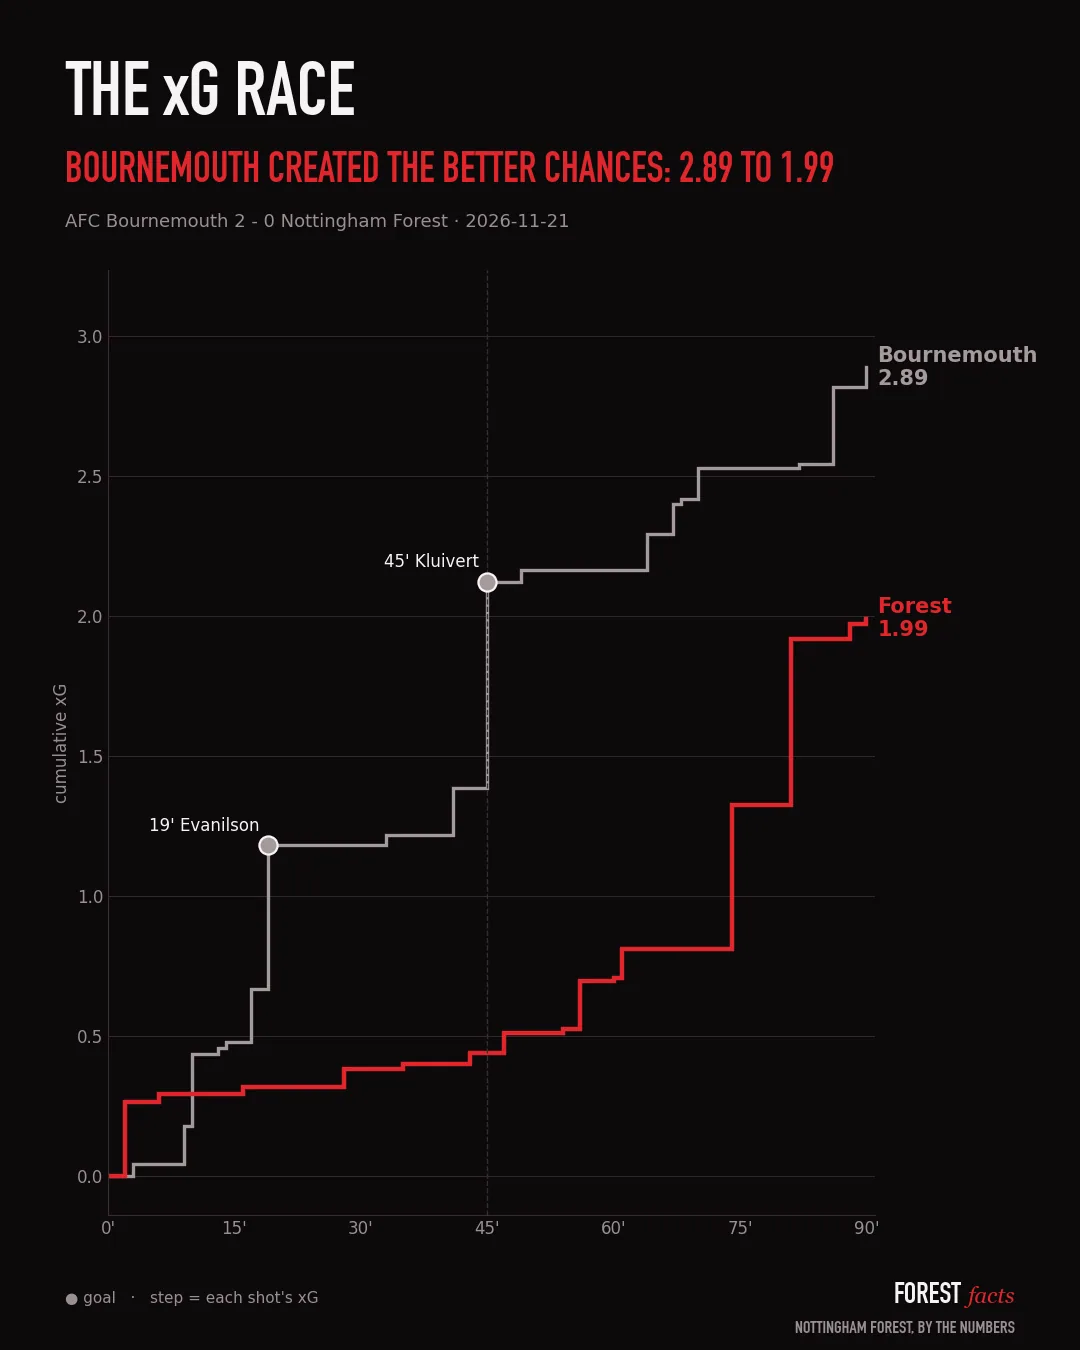 THE xG RACE
BOURNEMOUTH CREATED THE BETTER CHANCES: 2.89 TO 1.99
AFC Bournemouth 2 - 0 Nottingham Forest · 2026-11-21
3.0
Bournemouth
2.89
2.5
45' Kluivert
2.0
Forest
1.99
cumulative xG
1.5
19' Evanilson
1.0
0.5
0.0
0' 15' 30' 45' 60' 75' 90'
goal · step = each shot's xG
FOREST facts
NOTTINGHAM FOREST, BY THE NUMBERS